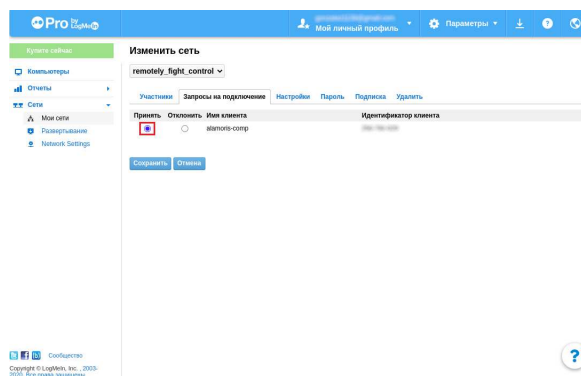 Pro by LogMeIn
Мой личный профиль
Параметры
?
Купите сейчас
Изменить сеть
Компьютеры
remotely_fight_control
Отчеты
Участники Запросы на подключение Настройки Пароль Подписка Удалить
Сети
Принять Отклонить Имя клиента Идентификатор клиента
Мои сети
alamoris-comp
Развертывание
Network Settings
Сохранить Отмена
Сообщество
?
Copyright © LogMeIn, Inc. , 2003-
2020. Все права защищены.